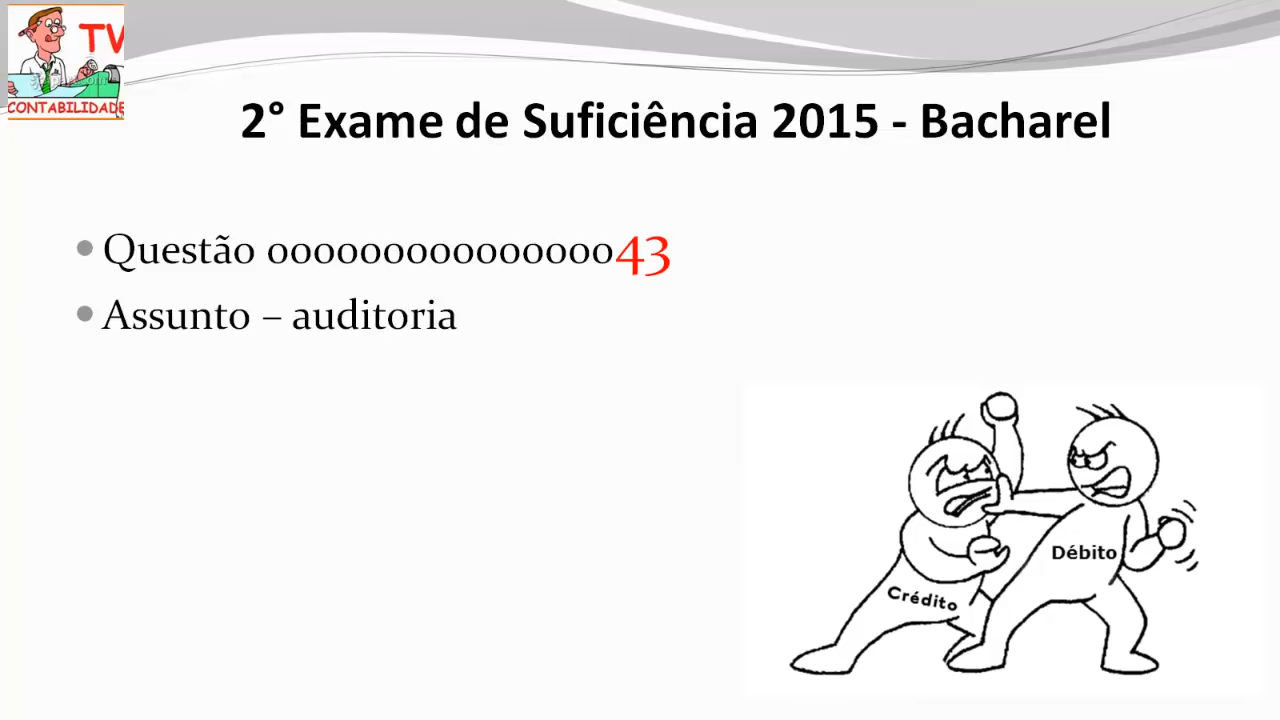 TV
CONTABILIDADE
2° Exame de Suficiência 2015 - Bacharel
Questão ooooooooooooooo43
Assunto – auditoria
Débito
Crédito